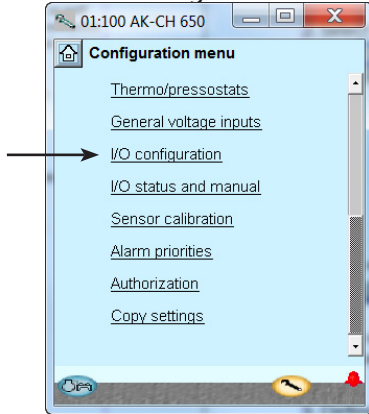 01:100 AK-CH 650
Configuration menu
Thermo/pressostats
General voltage inputs
I/O configuration
I/O status and manual
Sensor calibration
Alarm priorities
Authorization
Copy settings